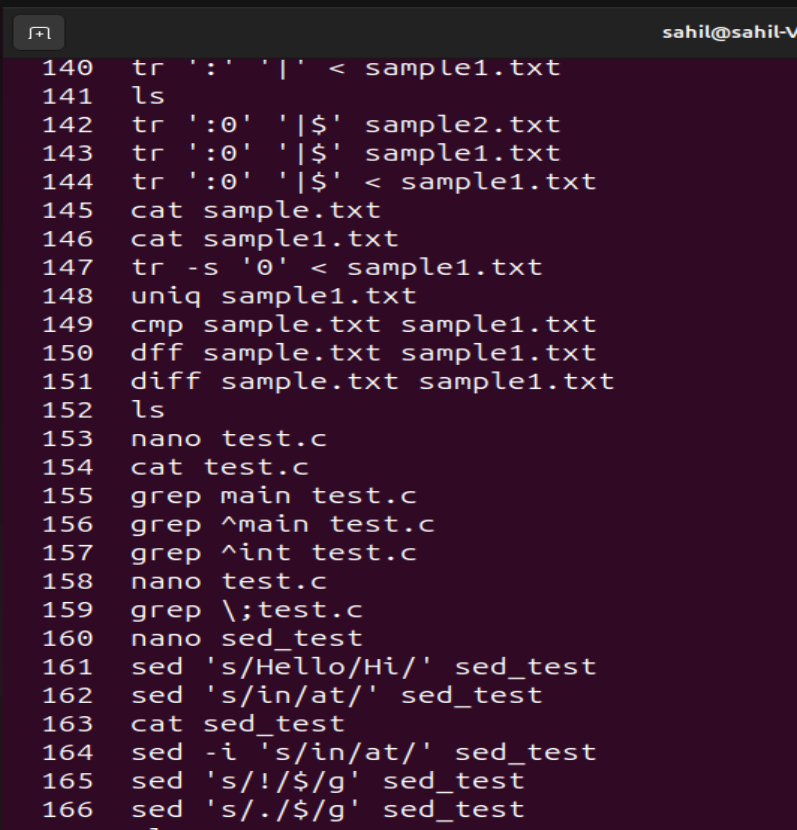 sahil@sahil-V
140 tr ':' '|' < sample1.txt
141 ls
142 tr ':0' '|$' sample2.txt
143 tr ':0' '|$' sample1.txt
144 tr ':0' '|$' < sample1.txt
145 cat sample.txt
146 cat sample1.txt
147 tr -s '0' < sample1.txt
148 uniq sample1.txt
149 cmp sample.txt sample1.txt
150 dff sample.txt sample1.txt
151 diff sample.txt sample1.txt
152 ls
153 nano test.c
154 cat test.c
155 grep main test.c
156 grep ^main test.c
157 grep ^int test.c
158 nano test.c
159 grep \;test.c
160 nano sed_test
161 sed 's/Hello/Hi/' sed_test
162 sed 's/in/at/' sed_test
163 cat sed_test
164 sed -i 's/in/at/' sed_test
165 sed 's/!/$/g' sed_test
166 sed 's/./$/g' sed_test